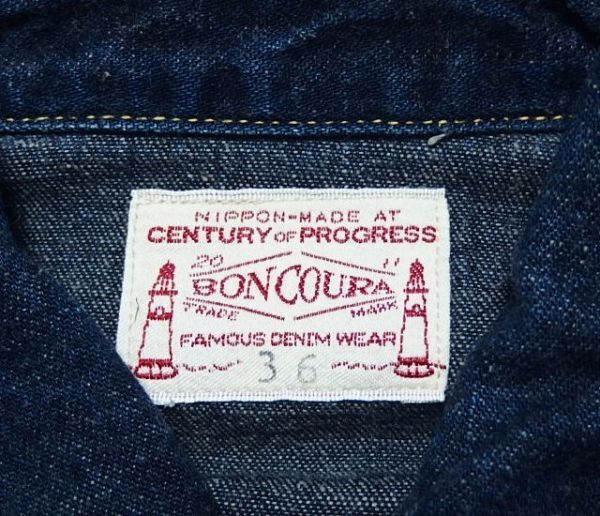 NIPPON-MADE AT
CENTURY OF PROGRESS
20 11
BONCOURA
TRADE MARK
FAMOUS DENIM WEAR
36